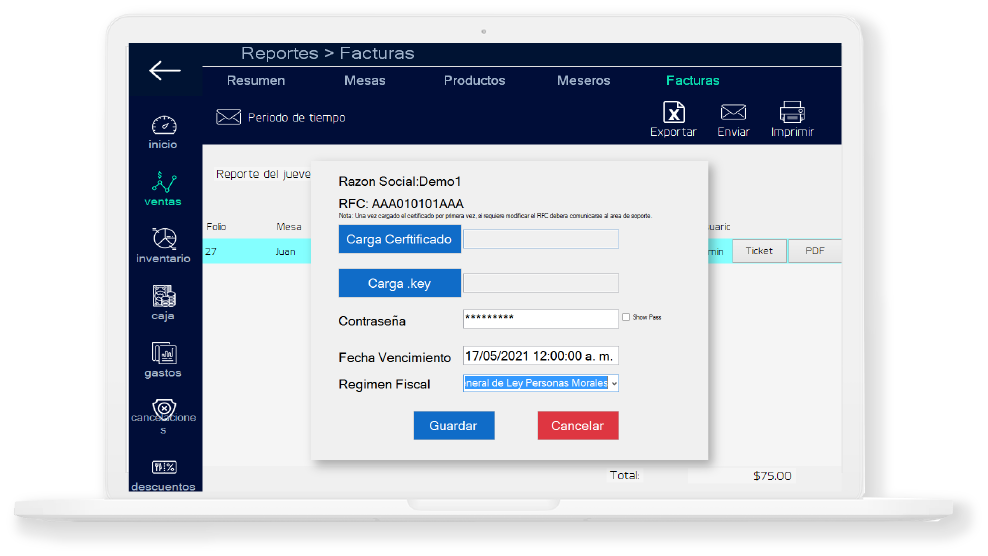 Reportes > Facturas
Resumen Mesas Productos Meseros Facturas
Periodo de tiempo
Exportar Enviar Imprimir
inicio
ventas
inventario
caja
gastos
cancelacione
s
descuentos
Reporte del jueve
Folio Mesa uario
27 Juan min Ticket PDF
Razon Social:Demo1
RFC: AAA010101AAA
Nota: Una vez cargado el certificado por primera vez, si requiere modificar el RFC debera comunicarse al area de soporte.
Carga Certtificado
Carga .key
Contraseña ********* Show Pass
Fecha Vencimiento 17/05/2021 12:00:00 a. m.
Regimen Fiscal eneral de Ley Personas Morales
Guardar Cancelar
Total: $75.00